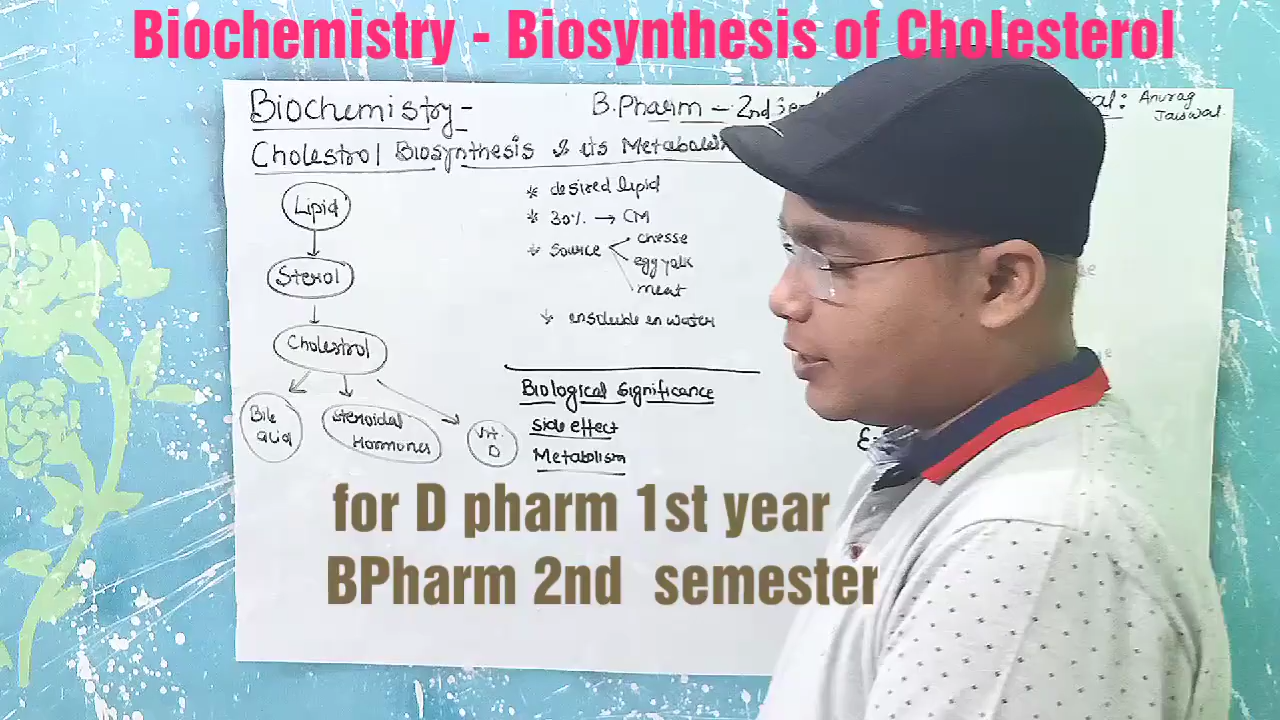 Biochemistry - Biosynthesis of Cholesterol
Biochemistry-
B.Pharm - 2nd
Anurag
Jaiswal
Cholestrol Biosynthesis & its
Lipid
* desired lipid
* 30% → CM
Sterol
* Source
chesse
egg yolk
meat
* insoluble in water
Cholestrol
Biological Significance
Bile
acid
Steroidal
Hormones
Vit.
D
Side effect
Metabolism
for D pharm 1st year
BPharm 2nd semester